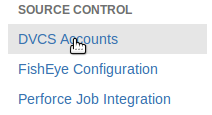 SOURCE CONTROL
DVCS Accounts
FishEye Configuration
Perforce Job Integration